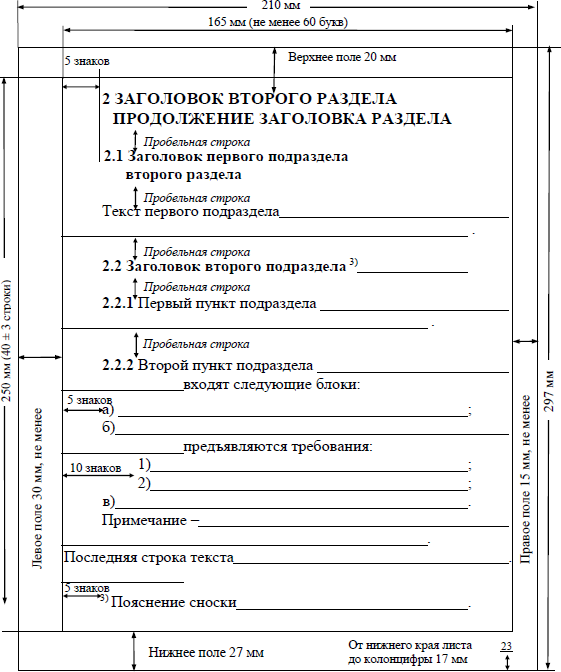 210 мм
165 мм (не менее 60 букв)
Верхнее поле 20 мм
5 знаков
2 ЗАГОЛОВОК ВТОРОГО РАЗДЕЛА
ПРОДОЛЖЕНИЕ ЗАГОЛОВКА РАЗДЕЛА
Пробельная строка
2.1 Заголовок первого подраздела
второго раздела
Пробельная строка
Текст первого подраздела
.
Пробельная строка
2.2 Заголовок второго подраздела 3)
Пробельная строка
2.2.1 Первый пункт подраздела
.
Пробельная строка
2.2.2 Второй пункт подраздела
входят следующие блоки:
5 знаков
а) ;
б)
предъявляются требования:
10 знаков
1) ;
2) ;
в) .
Примечание –
.
Последняя строка текста .
5 знаков
3) Пояснение сноски .
Нижнее поле 27 мм
От нижнего края листа
до колонцифры 17 мм
23
250 мм (40 ± 3 строки)
Левое поле 30 мм, не менее
Правое поле 15 мм, не менее
297 мм